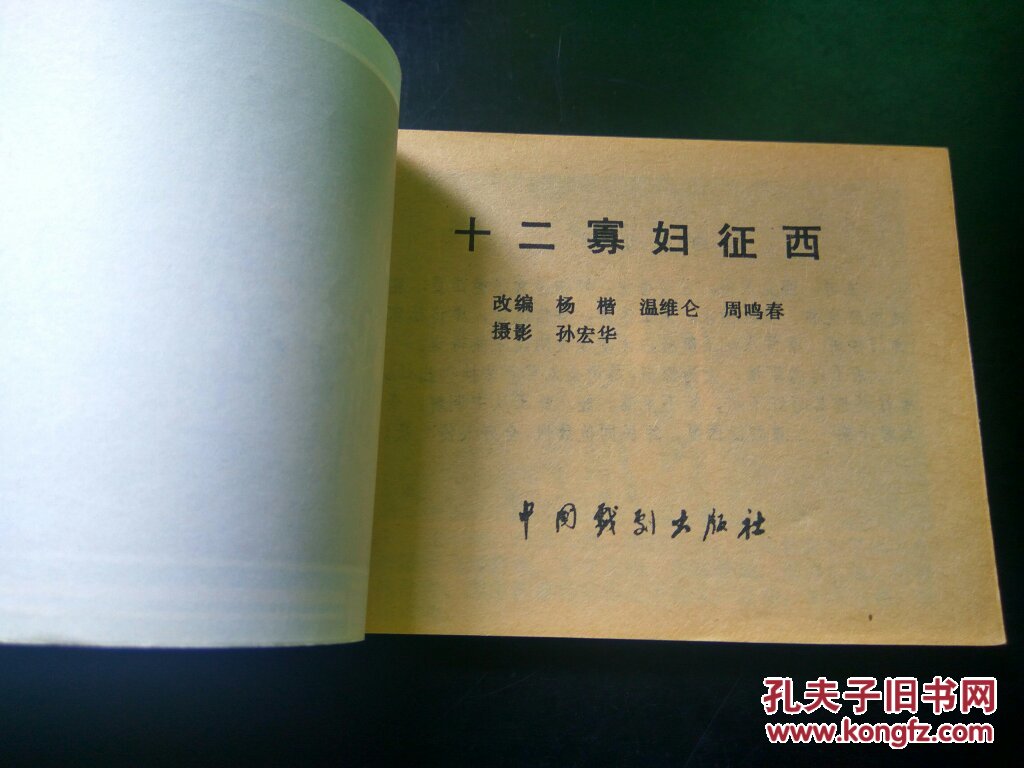 十二寡妇征西
改编 杨 楷 温维仑 周鸣春
摄影 孙宏华
中国戏剧出版社
孔夫子旧书网
www.kongfz.com